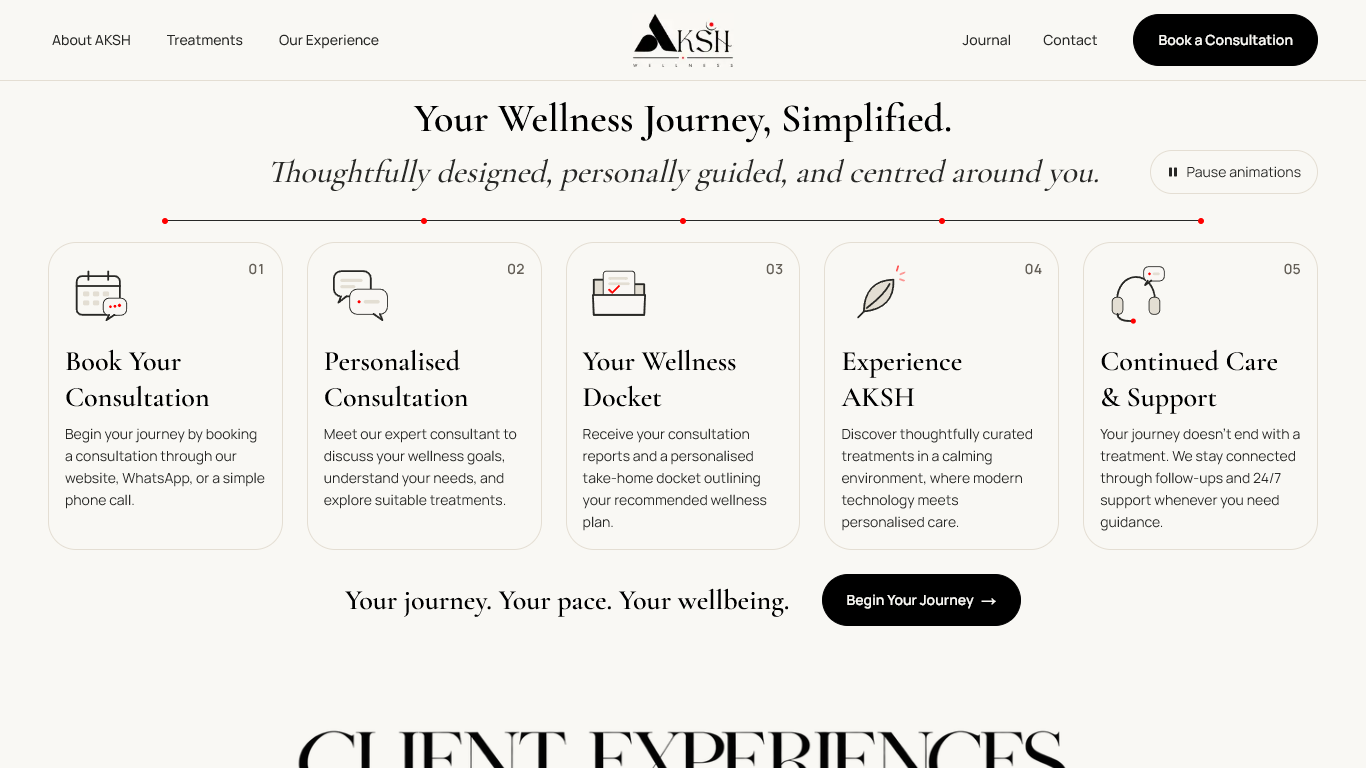 About AKSH
Treatments
Our Experience
AKSH
WELLNESS
Journal
Contact
Book a Consultation
Your Wellness Journey, Simplified.
Thoughtfully designed, personally guided, and centred around you.
Pause animations
01
Book Your
Consultation
Begin your journey by booking
a consultation through our
website, WhatsApp, or a simple
phone call.
02
Personalised
Consultation
Meet our expert consultant to
discuss your wellness goals,
understand your needs, and
explore suitable treatments.
03
Your Wellness
Docket
Receive your consultation
reports and a personalised
take-home docket outlining
your recommended wellness
plan.
04
Experience
AKSH
Discover thoughtfully curated
treatments in a calming
environment, where modern
technology meets
personalised care.
05
Continued Care
& Support
Your journey doesn't end with a
treatment. We stay connected
through follow-ups and 24/7
support whenever you need
guidance.
Your journey. Your pace. Your wellbeing.
Begin Your Journey →
CLIENT EXPERIENCES